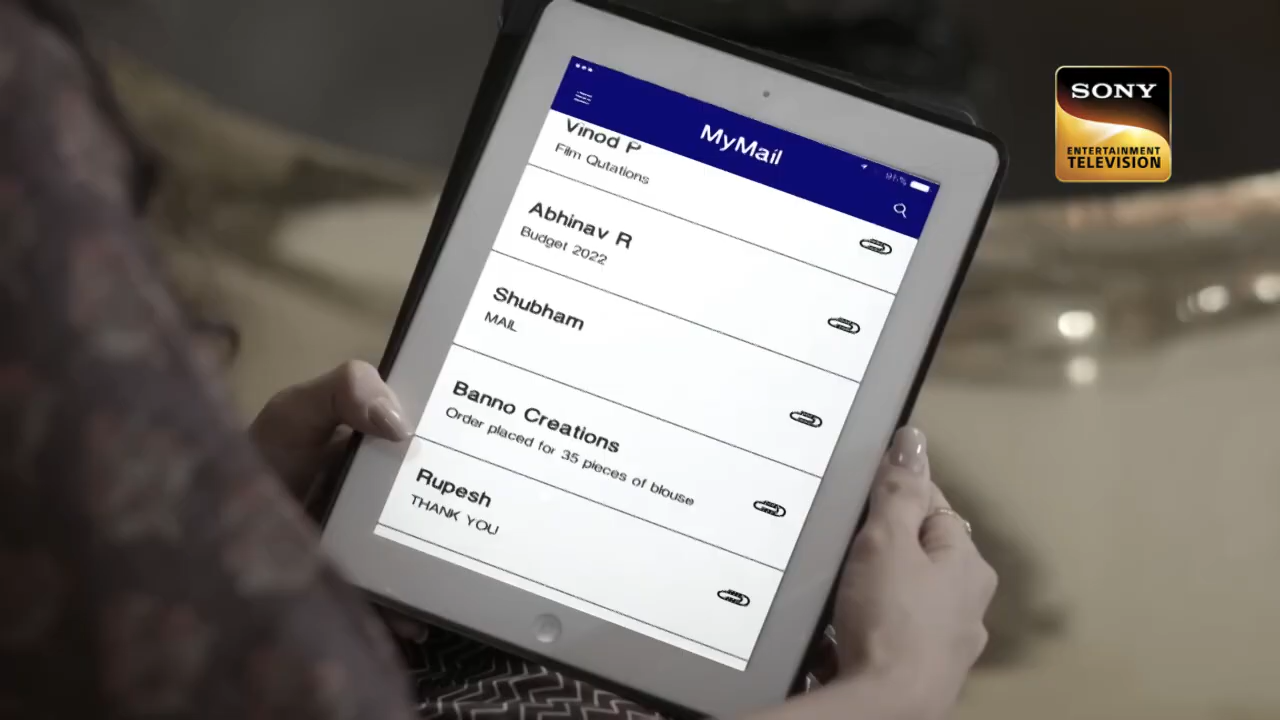 MyMail
91%
Vinod P
Film Qutations
Abhinav R
Budget 2022
Shubham
MAIL
Banno Creations
Order placed for 35 pieces of blouse
Rupesh
THANK YOU
SONY
ENTERTAINMENT
TELEVISION